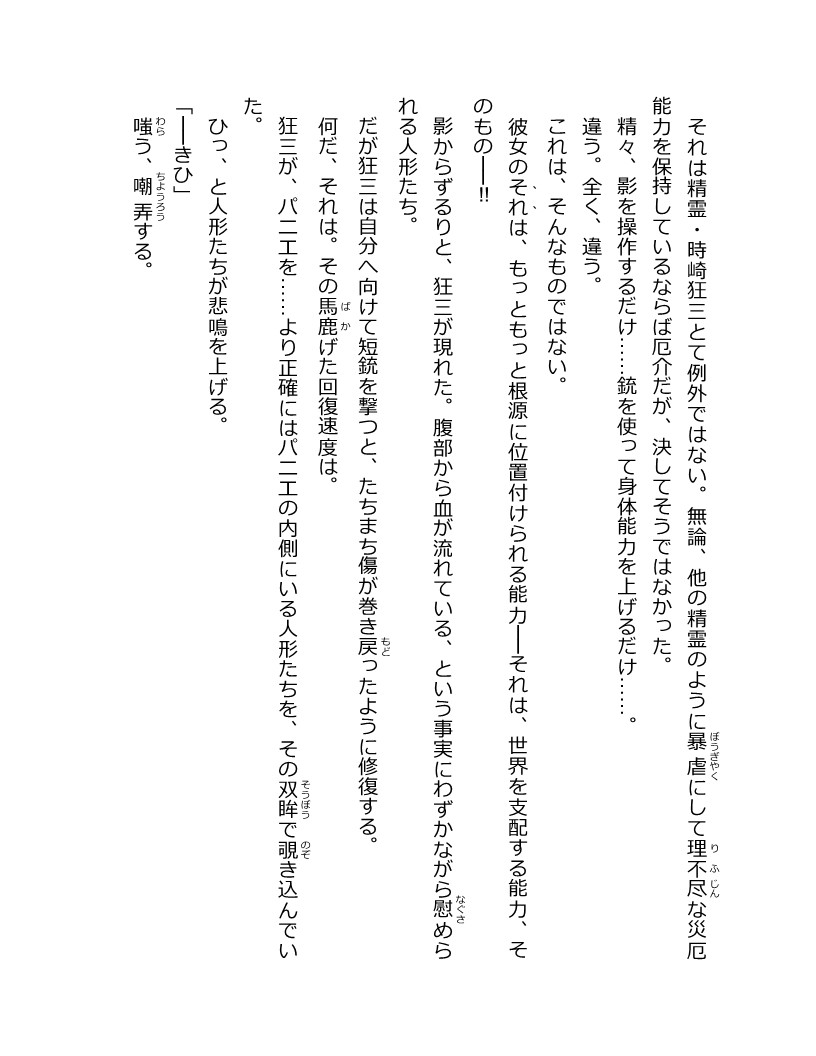 それは精霊・時崎狂三とて例外ではない。無論、他の精霊のように暴虐にして理不尽な災厄
能力を保持しているならば厄介だが、決してそうではなかった。
精々、影を操作するだけ……銃を使って身体能力を上げるだけ……。
違う。全く、違う。
これは、そんなものではない。
彼女のそれは、もっともっと根源に位置付けられる能力──それは、世界を支配する能力、そ
のもの──!!
影からずるりと、狂三が現れた。腹部から血が流れている、という事実にわずかながら慰めら
れる人形たち。
だが狂三は自分へ向けて短銃を撃つと、たちまち傷が巻き戻ったように修復する。
何だ、それは。その馬鹿げた回復速度は。
狂三が、パニエを……より正確にはパニエの内側にいる人形たちを、その双眸で覗き込んでい
た。
ひっ、と人形たちが悲鳴を上げる。
「──きひ」
嗤う、嘲弄する。